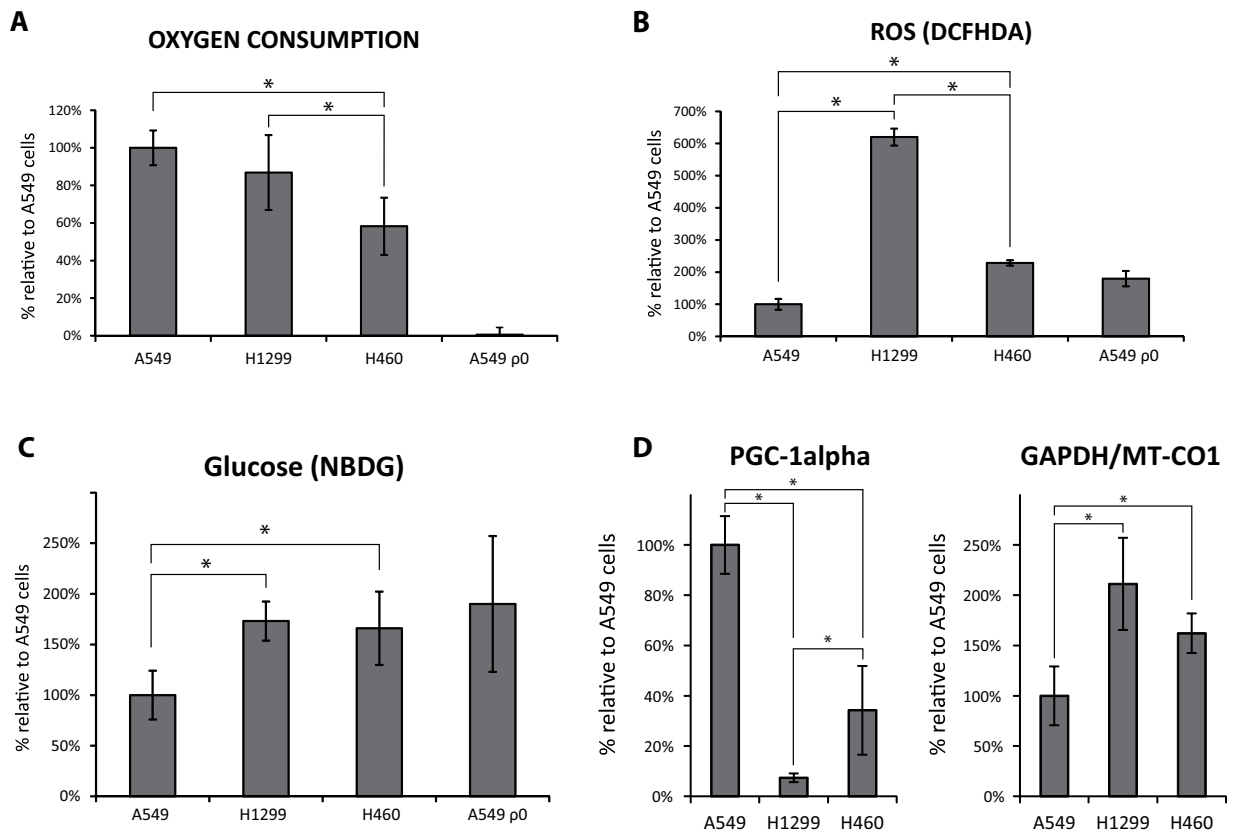 A
OXYGEN CONSUMPTION
% relative to A549 cells
120%
100%
80%
60%
40%
20%
0%
*
*
A549 H1299 H460 A549 ρ0
B
ROS (DCFHDA)
% relative to A549 cells
700%
600%
500%
400%
300%
200%
100%
0%
*
*
*
A549 H1299 H460 A549 ρ0
C
Glucose (NBDG)
% relative to A549 cells
250%
200%
150%
100%
50%
0%
*
*
A549 H1299 H460 A549 ρ0
D
PGC-1alpha
% relative to A549 cells
100%
80%
60%
40%
20%
0%
*
*
*
A549 H1299 H460
GAPDH/MT-CO1
% relative to A549 cells
250%
200%
150%
100%
50%
0%
*
*
A549 H1299 H460